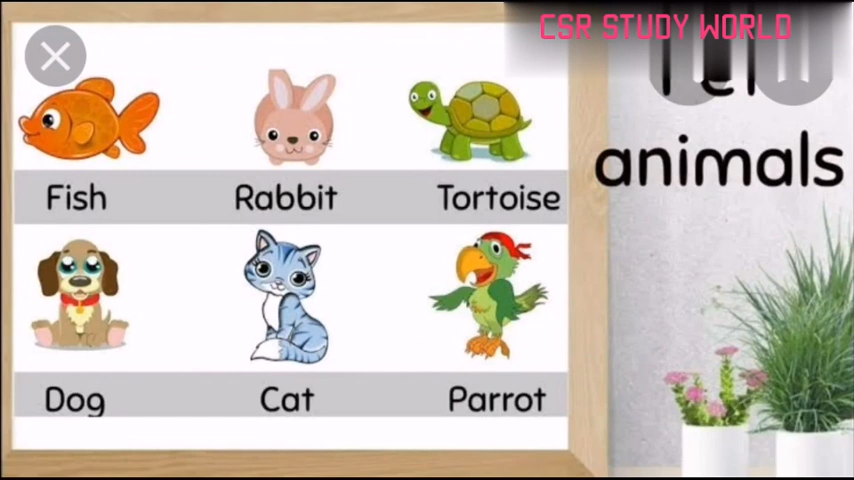 CSR STUDY WORLD
animals
Fish
Rabbit
Tortoise
Dog
Cat
Parrot